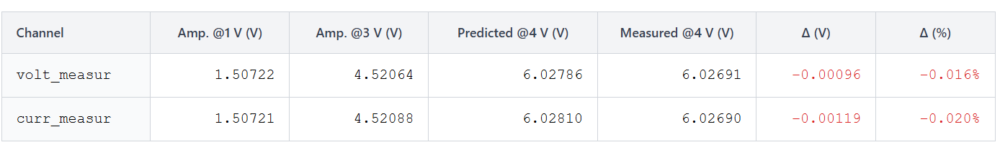 Channel Amp. @1 V (V) Amp. @3 V (V) Predicted @4 V (V) Measured @4 V (V) Δ (V) Δ (%)
volt_measur 1.50722 4.52064 6.02786 6.02691 −0.00096 −0.016%
curr_measur 1.50721 4.52088 6.02810 6.02690 −0.00119 −0.020%